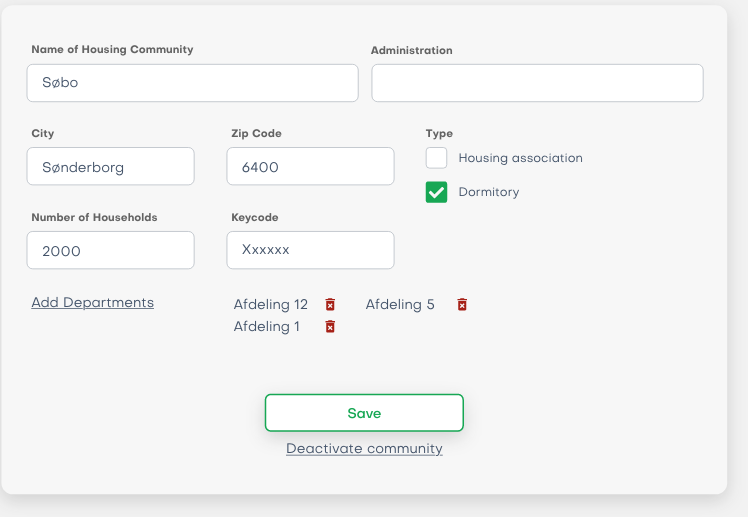 Name of Housing Community Administration
Søbo
City Zip Code Type
Sønderborg 6400 Housing association
Dormitory
Number of Households Keycode
2000 Xxxxxx
Add Departments Afdeling 12 Afdeling 5
Afdeling 1
Save
Deactivate community